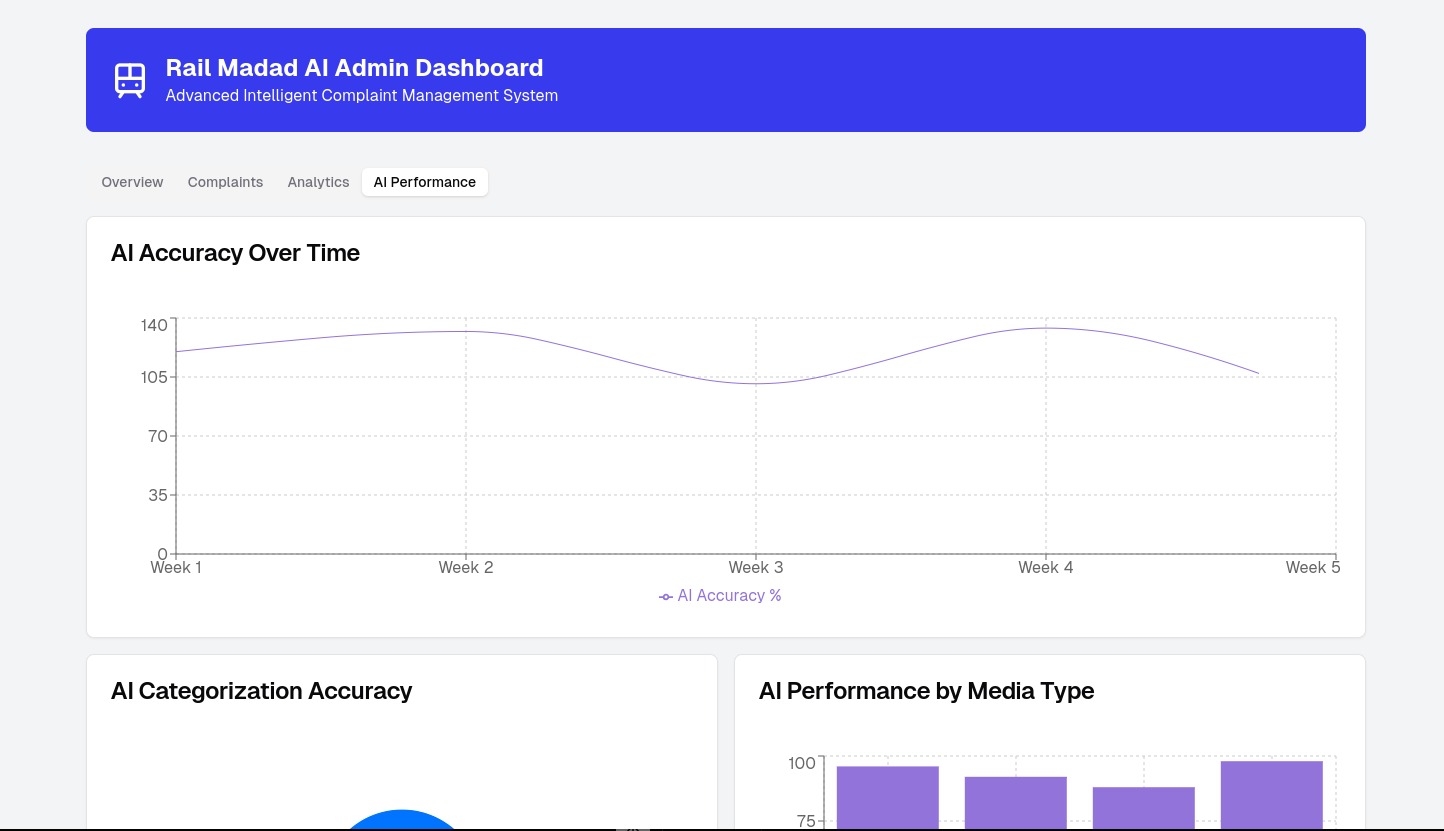 Rail Madad AI Admin Dashboard
Advanced Intelligent Complaint Management System
Overview Complaints Analytics AI Performance
AI Accuracy Over Time
140
105
70
35
0
Week 1 Week 2 Week 3 Week 4 Week 5
AI Accuracy %
AI Categorization Accuracy
AI Performance by Media Type
100
75